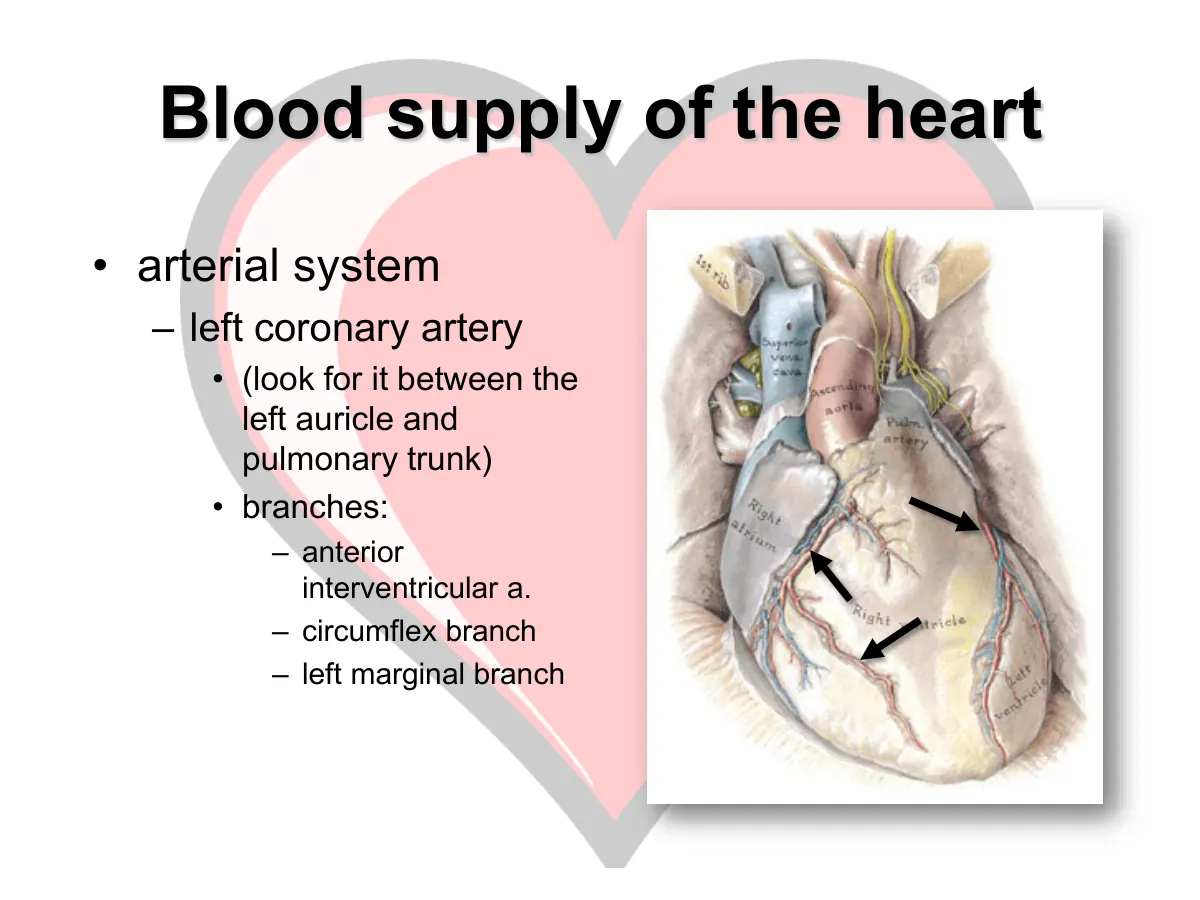 Blood supply of the heart
• arterial system
– left coronary artery
• (look for it between the
left auricle and
pulmonary trunk)
• branches:
– anterior
interventricular a.
– circumflex branch
– left marginal branch
1st rib
Superior
vena
cava
Ascending
aorta
Pulm.
artery
Right
atrium
Right
Left
ventricle